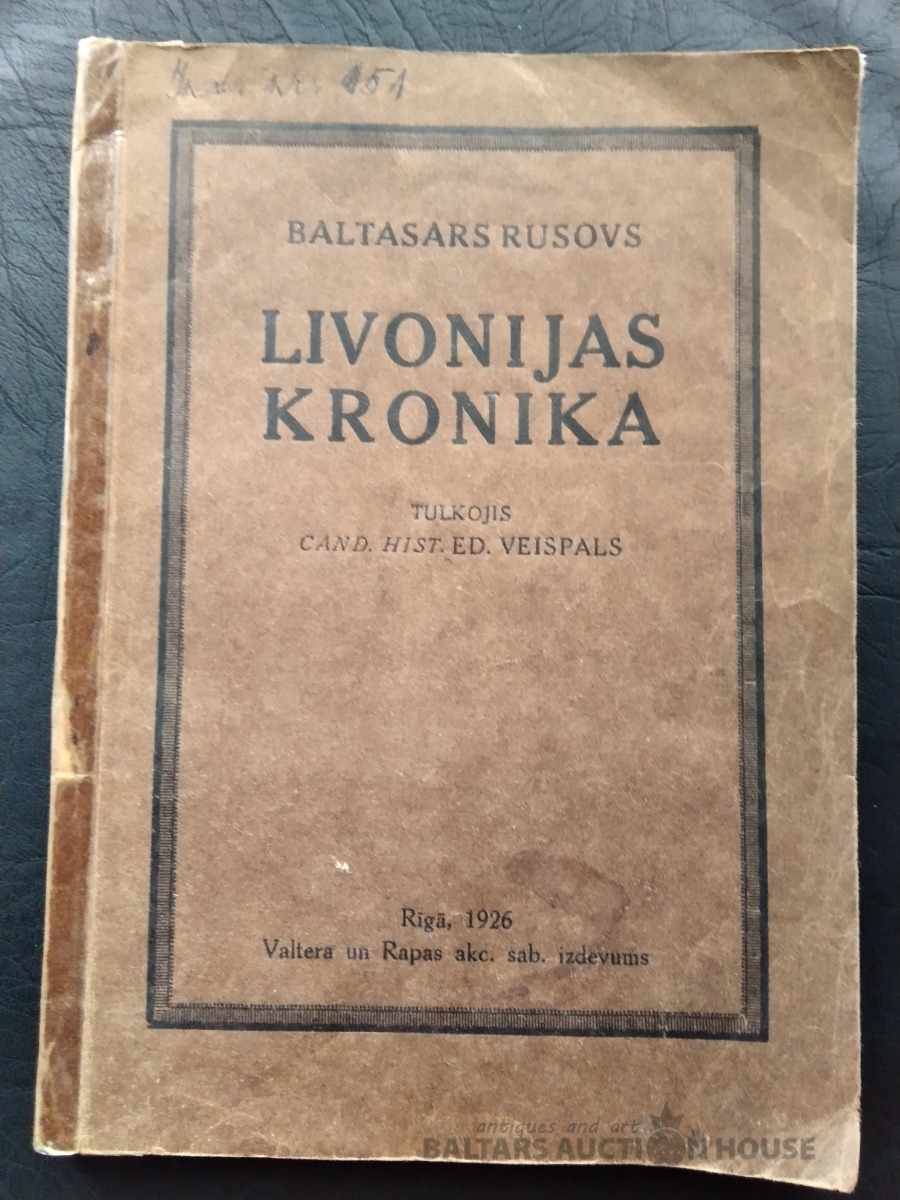 151
BALTASARS RUSOVS
LIVONIJAS
KRONIKA
TULKOJIS
CAND. HIST. ED. VEISPALS
Rīgā, 1926
Valtera un Rapas akc. sab. izdevums
antiques and art
BALTARS AUCTION HOUSE